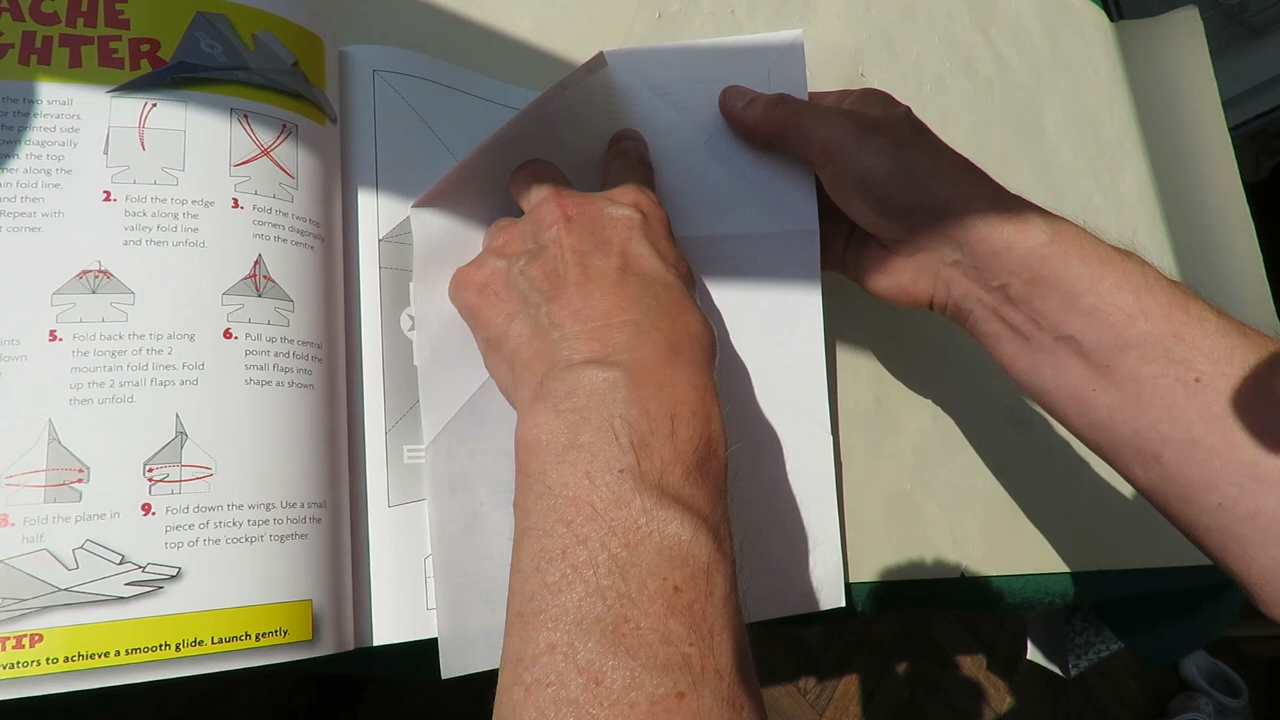 ACHE
GHTER
the two small
or the elevators.
he printed side
own diagonally
own. the top
ner along the
in fold line,
and then
Repeat with
t corner.
2. Fold the top edge
back along the
valley fold line
and then unfold.
3. Fold the two top
corners diagonally
into the centre.
ints
lown
5. Fold back the tip along
the longer of the 2
mountain fold lines. Fold
up the 2 small flaps and
then unfold.
6. Pull up the central
point and fold the
small flaps into
shape as shown.
8. Fold the plane in
half.
9. Fold down the wings. Use a small
piece of sticky tape to hold the
top of the 'cockpit' together.
TIP
vators to achieve a smooth glide. Launch gently.